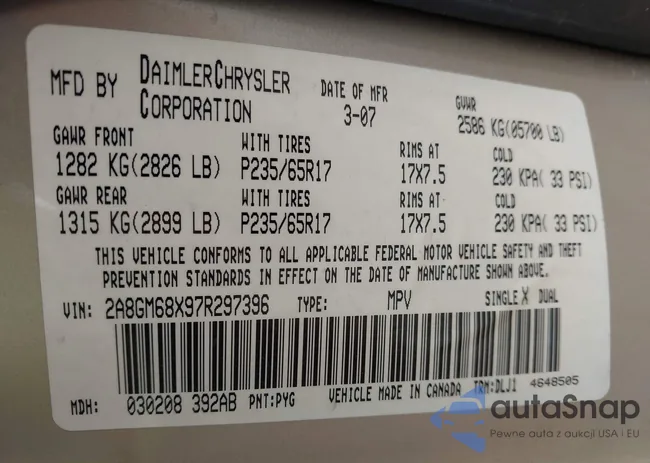 MFD BY DAIMLERCHRYSLER CORPORATION DATE OF MFR 3-07 GVWR 2586 KG(05700 LB)
GAWR FRONT WITH TIRES RIMS AT COLD
1282 KG(2826 LB) P235/65R17 17X7.5 230 KPA( 33 PSI)
GAWR REAR WITH TIRES RIMS AT COLD
1315 KG(2899 LB) P235/65R17 17X7.5 230 KPA( 33 PSI)
THIS VEHICLE CONFORMS TO ALL APPLICABLE FEDERAL MOTOR VEHICLE SAFETY AND THEFT
PREVENTION STANDARDS IN EFFECT ON THE DATE OF MANUFACTURE SHOWN ABOVE.
VIN: 2A8GM68X97R297396 TYPE: MPV SINGLE X DUAL
MDH: 030208 392AB PNT:PYG VEHICLE MADE IN CANADA TRM:DLJ1 4648505
autaSnap
Pewne auta z aukcji USA i EU